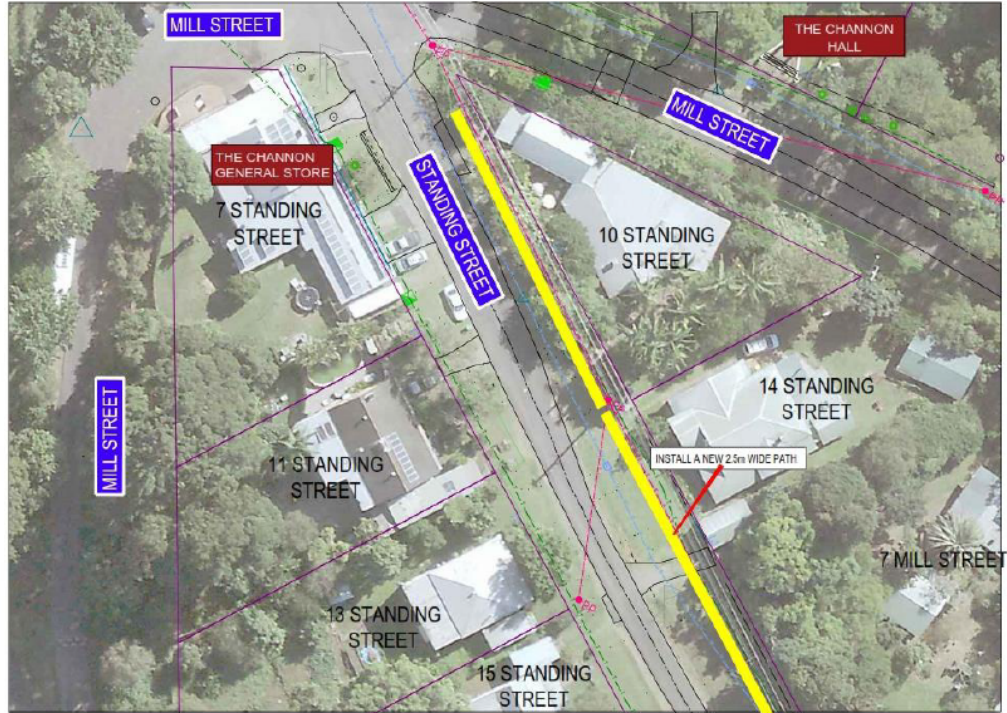 MILL STREET
THE CHANNON
HALL
MILL STREET
THE CHANNON
GENERAL STORE
7 STANDING
STREET
STANDING STREET
10 STANDING
STREET
14 STANDING
STREET
MILL STREET
11 STANDING
STREET
INSTALL A NEW 2.5m WIDE PATH
7 MILL STREET
13 STANDING
STREET
15 STANDING
STREET